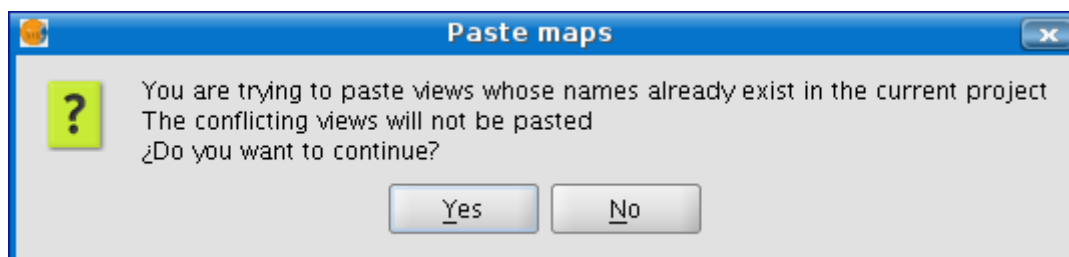 Paste maps
You are trying to paste views whose names already exist in the current project
The conflicting views will not be pasted
¿Do you want to continue?
Yes No